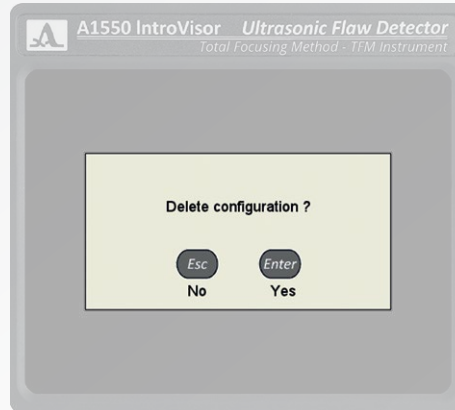 A1550 IntroVisor Ultrasonic Flaw Detector
Total Focusing Method - TFM Instrument
Delete configuration ?
Esc Enter
No Yes